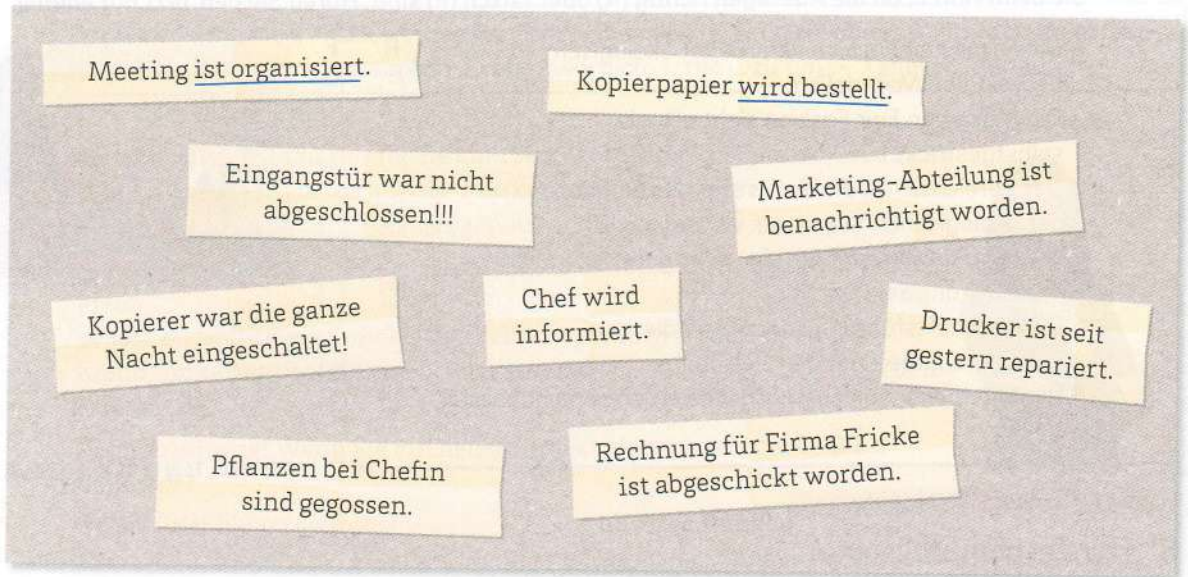 Meeting ist organisiert.
Kopierpapier wird bestellt.
Eingangstür war nicht
abgeschlossen!!!
Marketing-Abteilung ist
benachrichtigt worden.
Kopierer war die ganze
Nacht eingeschaltet!
Chef wird
informiert.
Drucker ist seit
gestern repariert.
Pflanzen bei Chefin
sind gegossen.
Rechnung für Firma Fricke
ist abgeschickt worden.